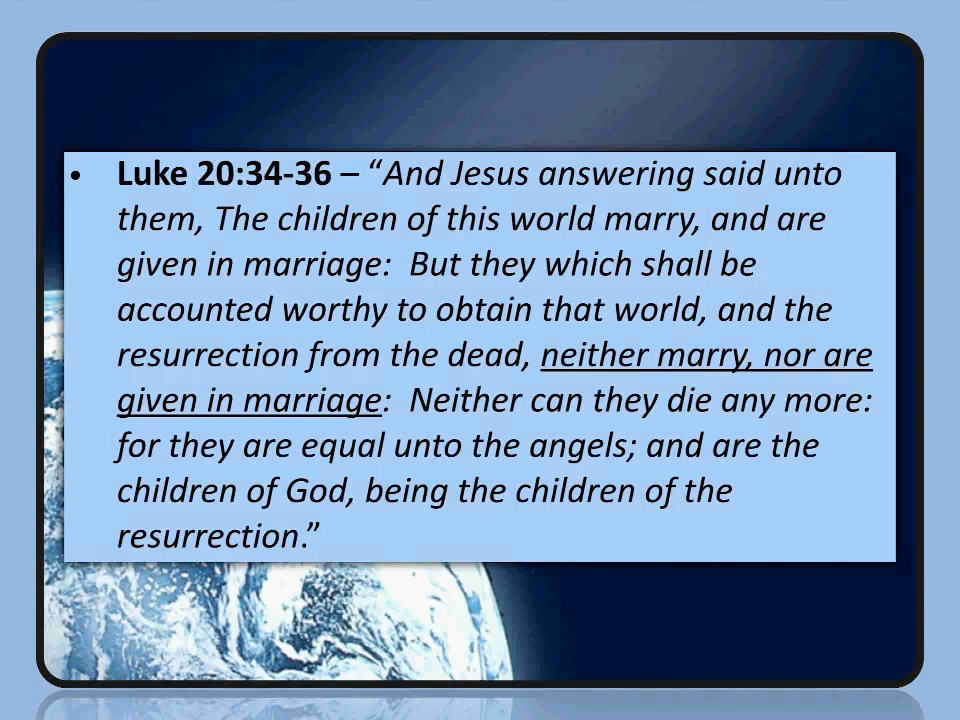 • Luke 20:34-36 – “And Jesus answering said unto
them, The children of this world marry, and are
given in marriage:  But they which shall be
accounted worthy to obtain that world, and the
resurrection from the dead, neither marry, nor are
given in marriage:  Neither can they die any more:
for they are equal unto the angels; and are the
children of God, being the children of the
resurrection.”